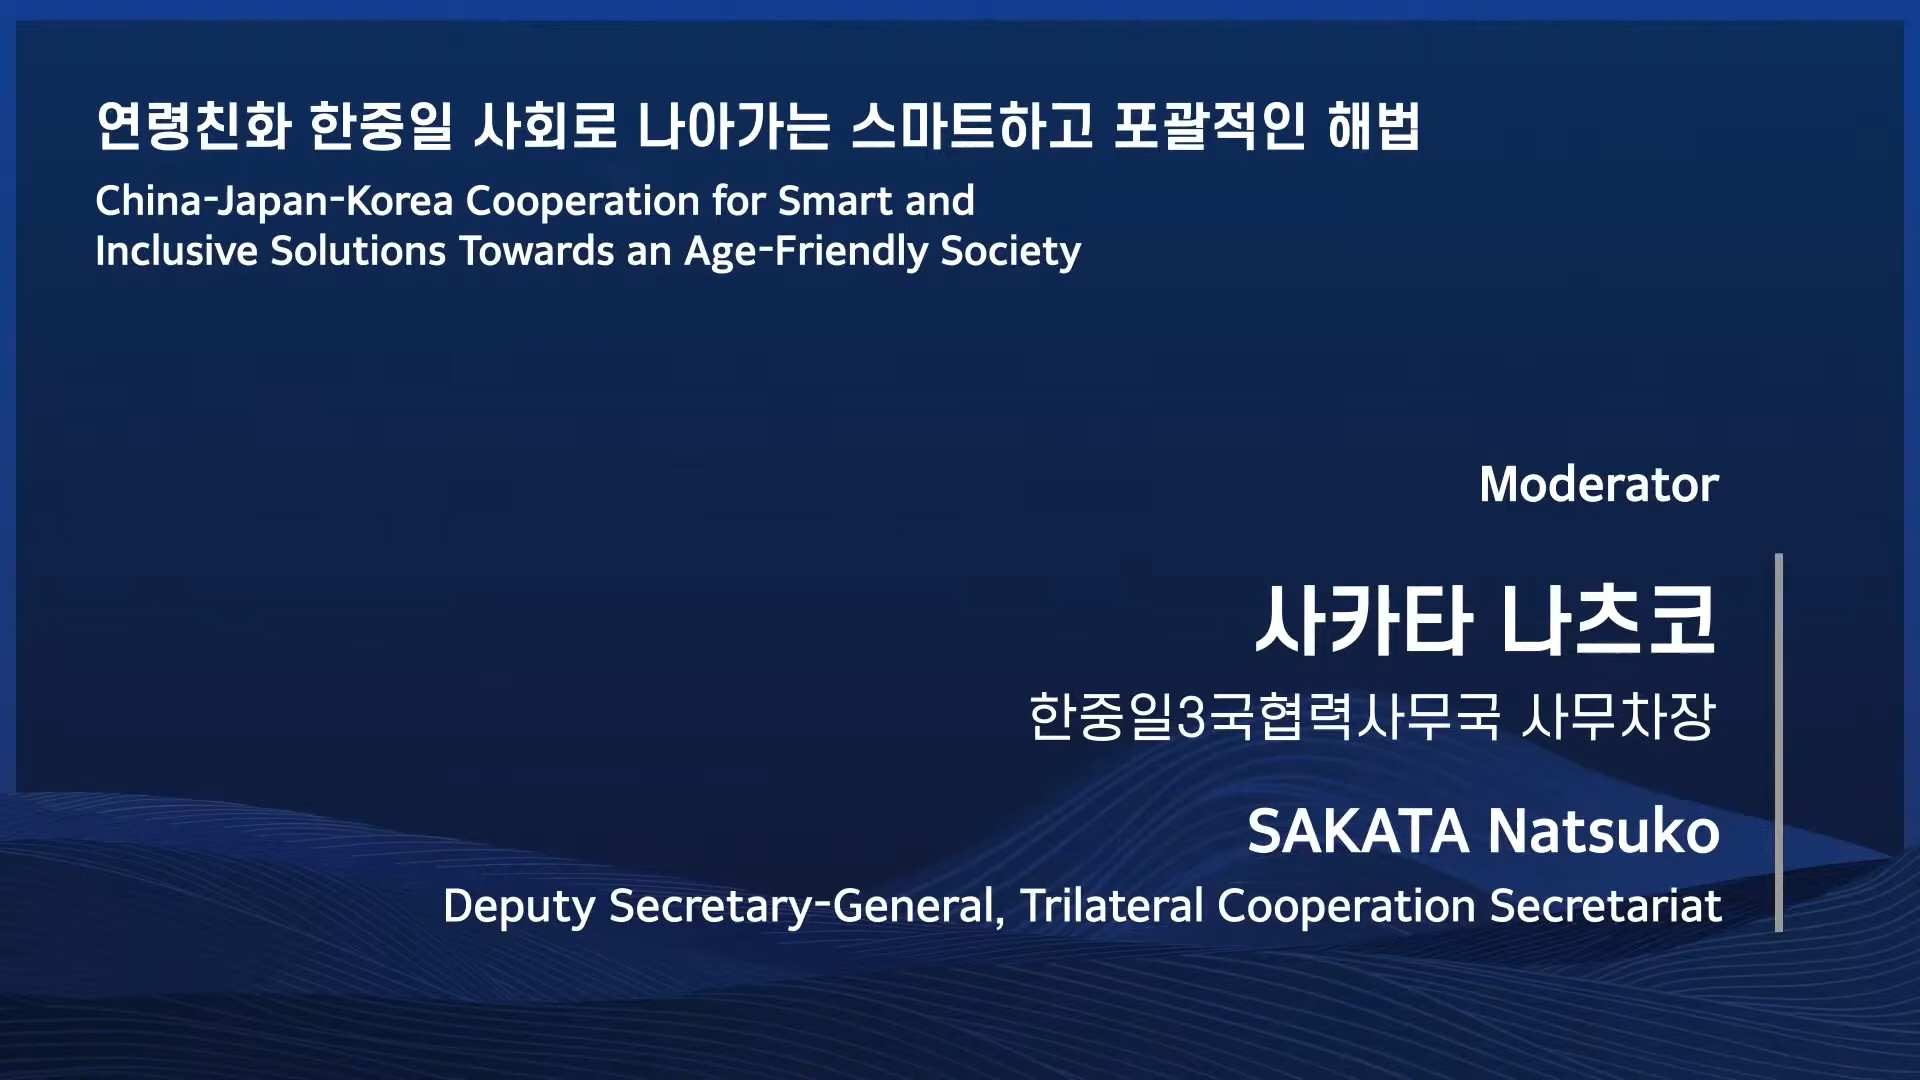 연령친화 한중일 사회로 나아가는 스마트하고 포괄적인 해법
China-Japan-Korea Cooperation for Smart and
Inclusive Solutions Towards an Age-Friendly Society
Moderator
사카타 나츠코
한중일3국협력사무국 사무차장
SAKATA Natsuko
Deputy Secretary-General, Trilateral Cooperation Secretariat